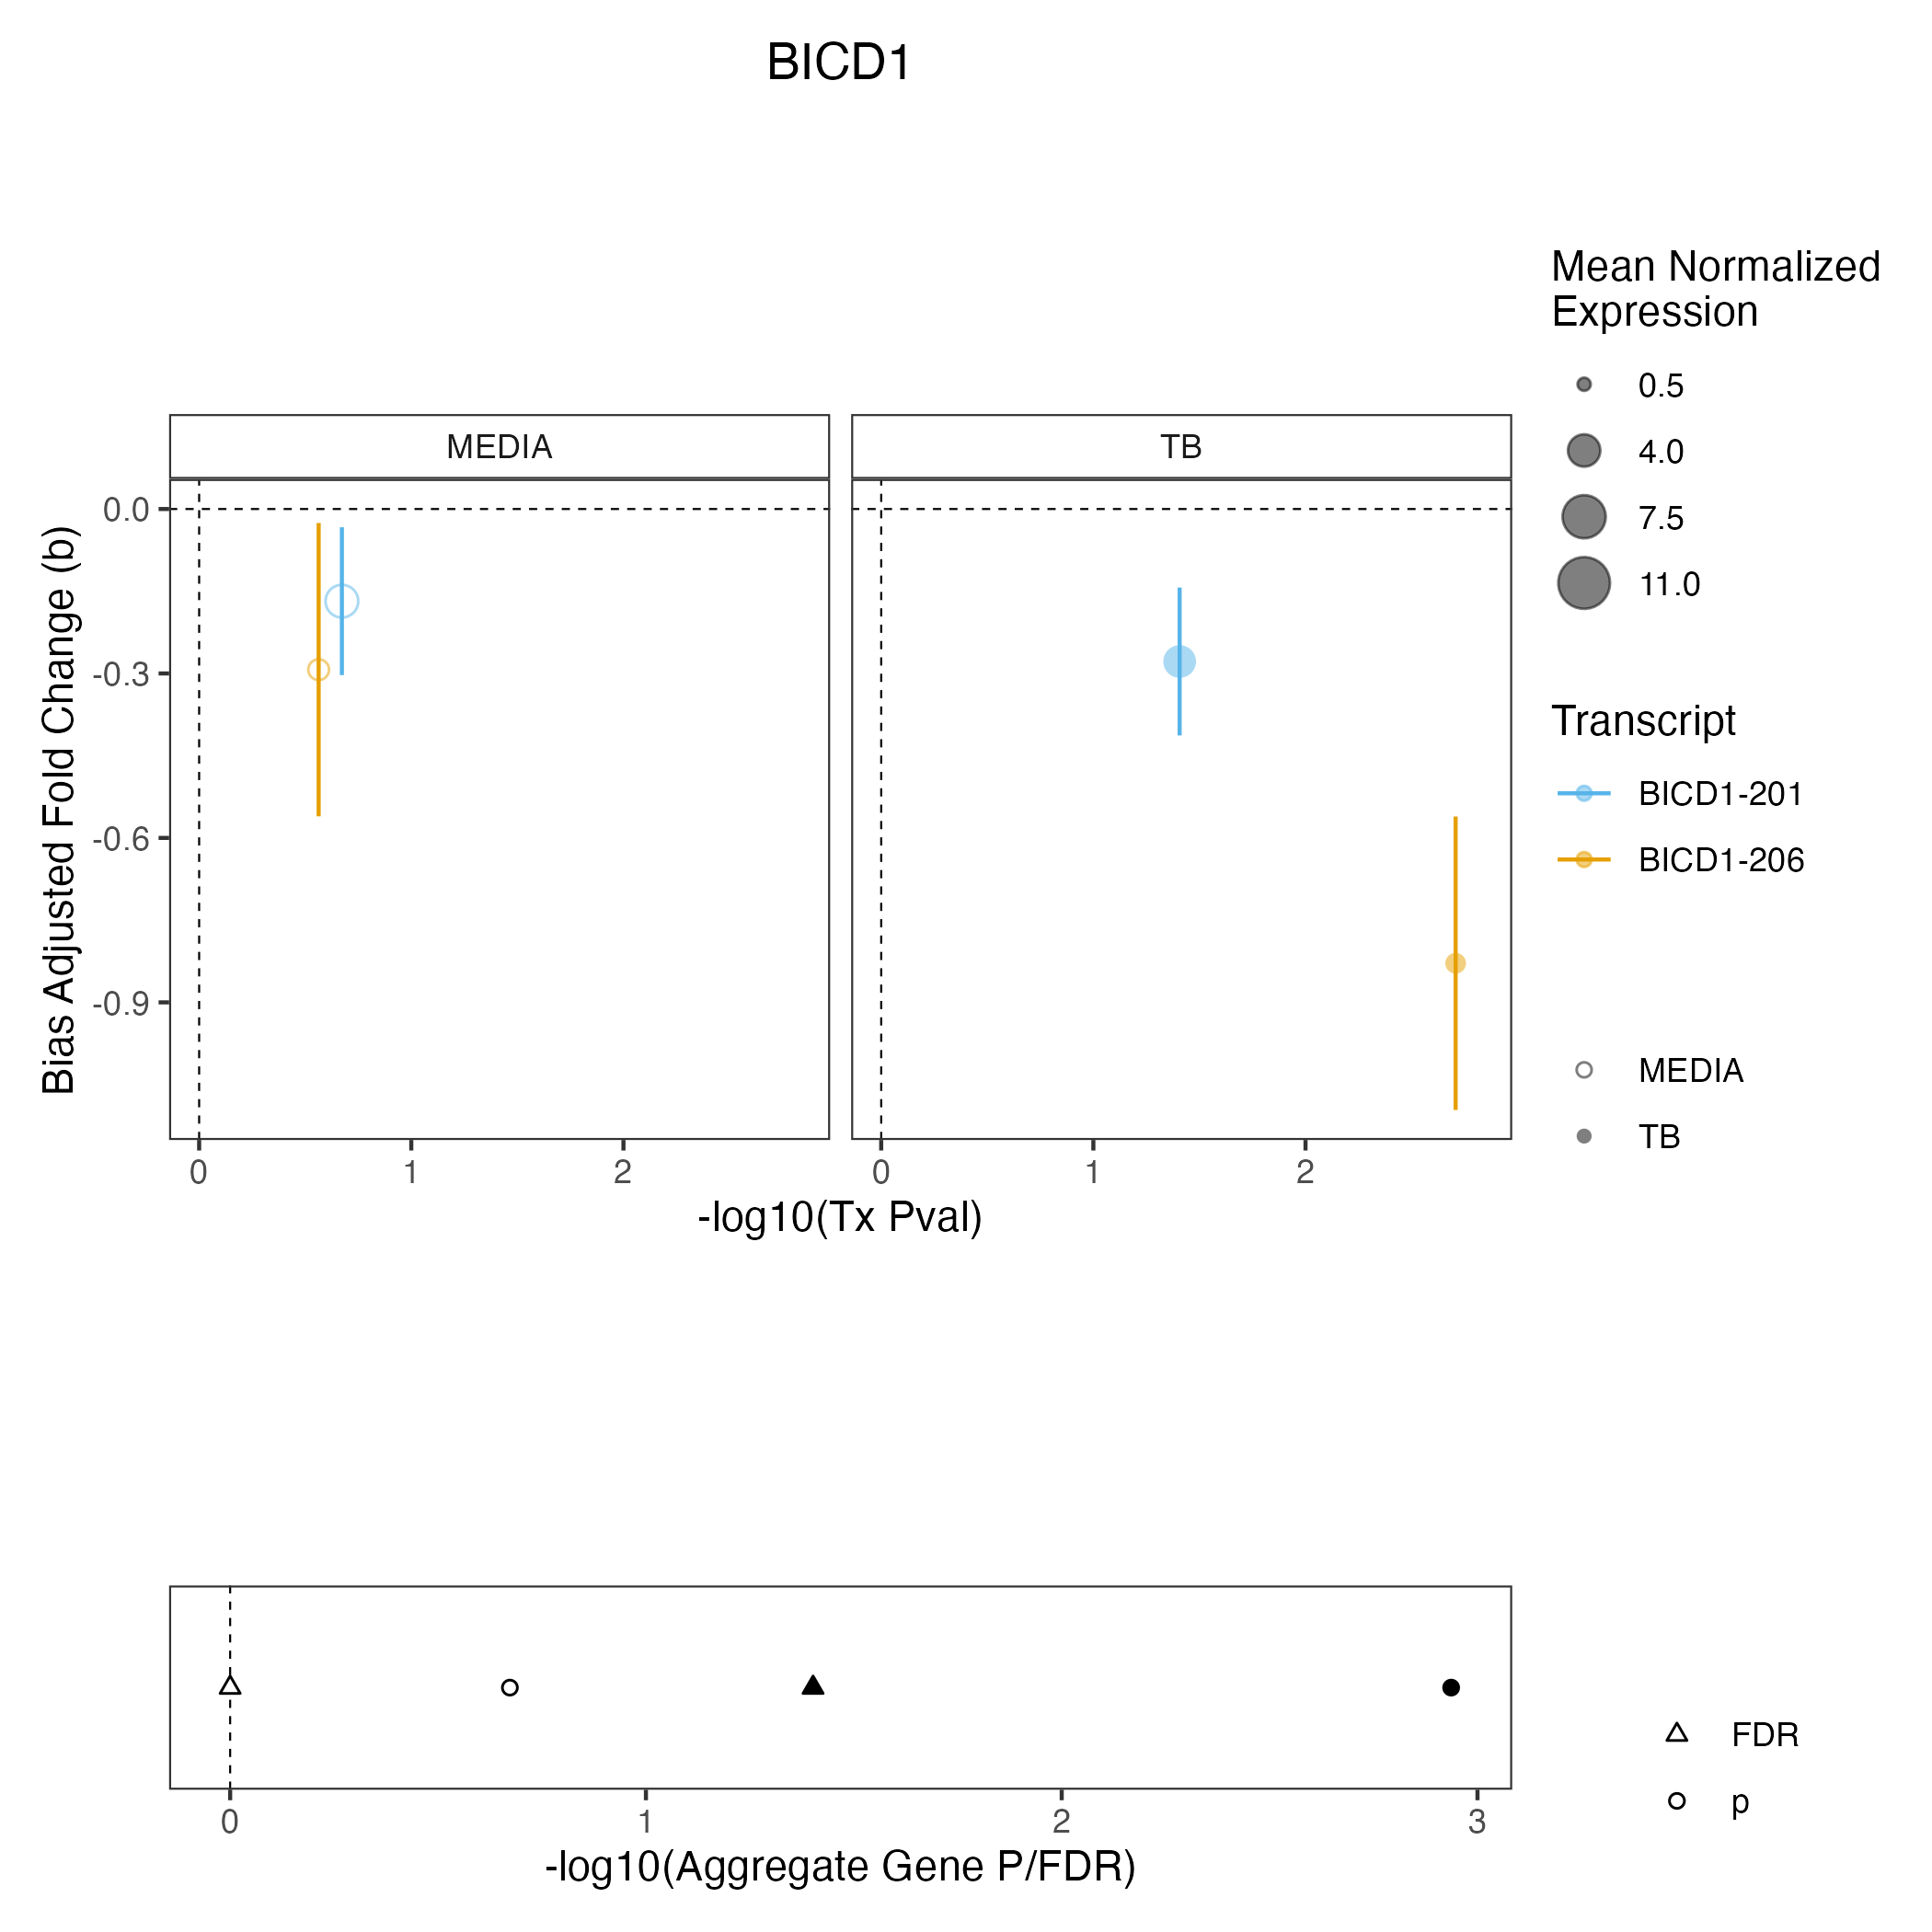 BICD1
MEDIA
TB
Bias Adjusted Fold Change (b)
0.0
-0.3
-0.6
-0.9
0
1
2
0
1
2
-log10(Tx Pval)
Mean Normalized
Expression
0.5
4.0
7.5
11.0
Transcript
BICD1-201
BICD1-206
MEDIA
TB
0
1
2
3
-log10(Aggregate Gene P/FDR)
FDR
p